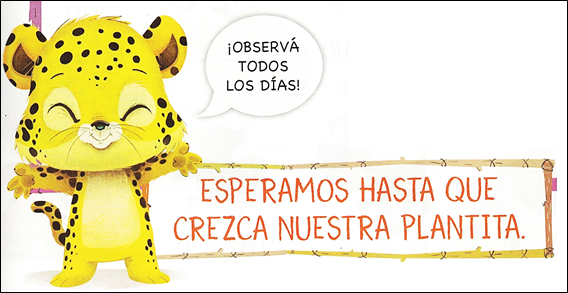 ¡OBSERVÁ
TODOS
LOS DÍAS!
ESPERAMOS HASTA QUE
CREZCA NUESTRA PLANTITA.